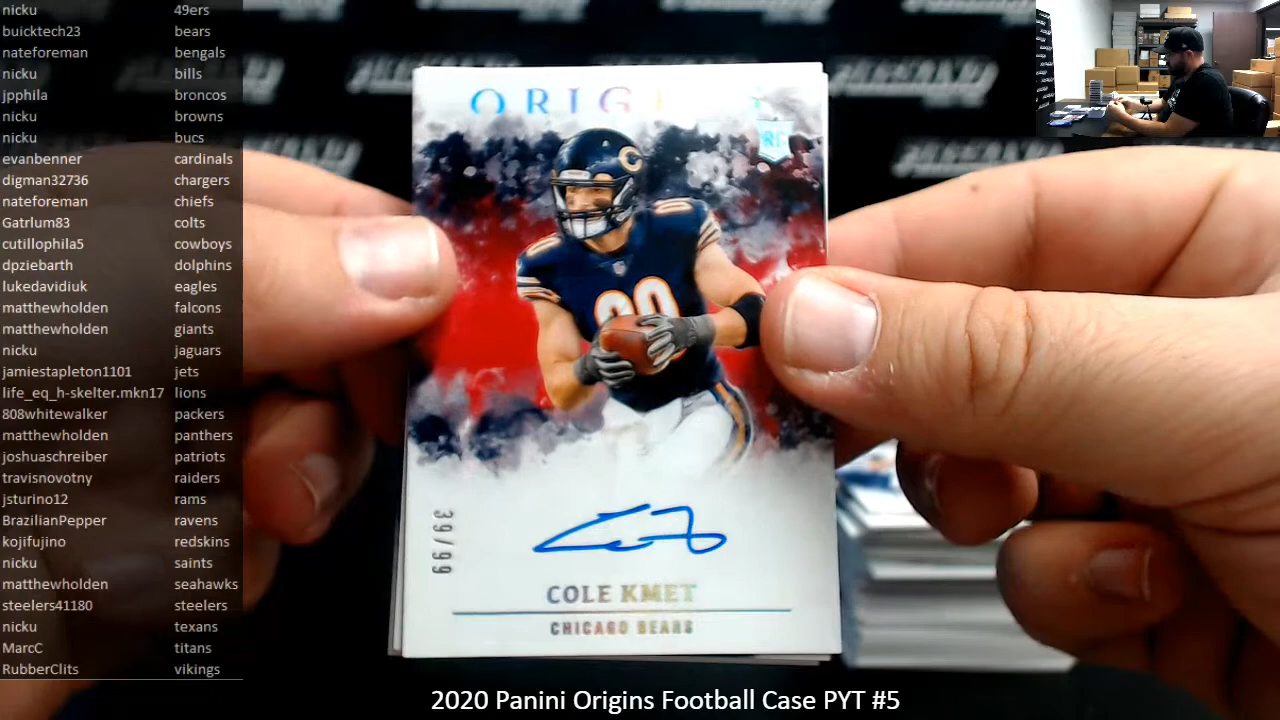 nicku 49ers
buicktech23 bears
nateforeman bengals
nicku bills
jpphila broncos
nicku browns
nicku bucs
evanbenner cardinals
digman32736 chargers
nateforeman chiefs
Gatrlum83 colts
cutillophila5 cowboys
dpziebarth dolphins
lukedavidiuk eagles
matthewholden falcons
matthewholden giants
nicku jaguars
jamiestapleton1101 jets
life_eq_h-skelter.mkn17 lions
808whitewalker packers
matthewholden panthers
joshuaschreiber patriots
travisnovotny raiders
jsturino12 rams
BrazilianPepper ravens
kojifujino redskins
nicku saints
matthewholden seahawks
steelers41180 steelers
nicku texans
MarcC titans
RubberClits vikings
ORIGI
RC
39/99
COLE KMET
CHICAGO BEARS
2020 Panini Origins Football Case PYT #5